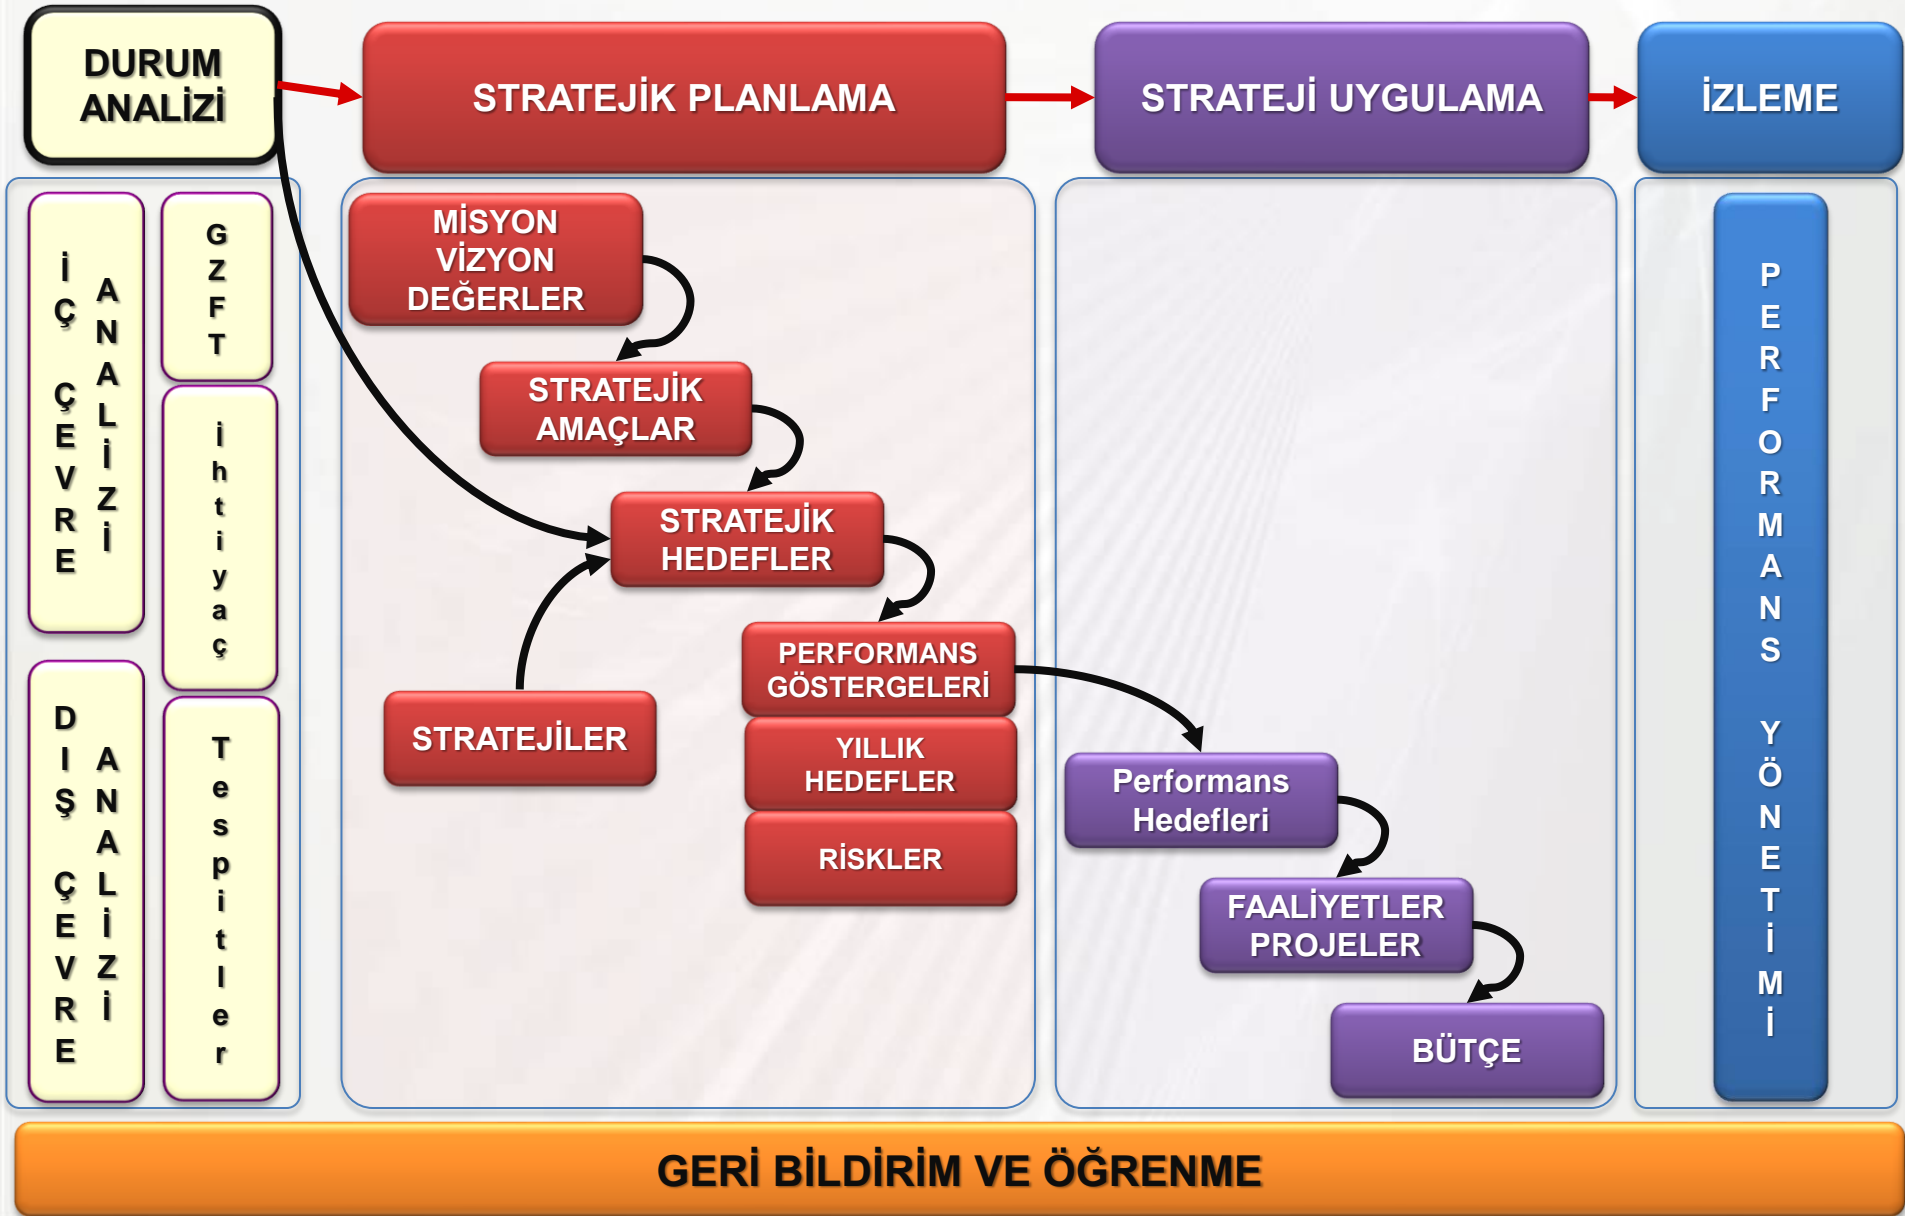 DURUM
ANALİZİ
STRATEJİK PLANLAMA
STRATEJİ UYGULAMA
İZLEME
İÇ ÇEVRE
ANALİZİ
GZFT
İhtiyaç
DIŞ ÇEVRE
ANALİZİ
Tespitler
MİSYON
VİZYON
DEĞERLER
STRATEJİK
AMAÇLAR
STRATEJİK
HEDEFLER
STRATEJİLER
PERFORMANS
GÖSTERGELERİ
YILLIK
HEDEFLER
RİSKLER
Performans
Hedefleri
FAALİYETLER
PROJELER
BÜTÇE
PERFORMANS YÖNETİMİ
GERİ BİLDİRİM VE ÖĞRENME